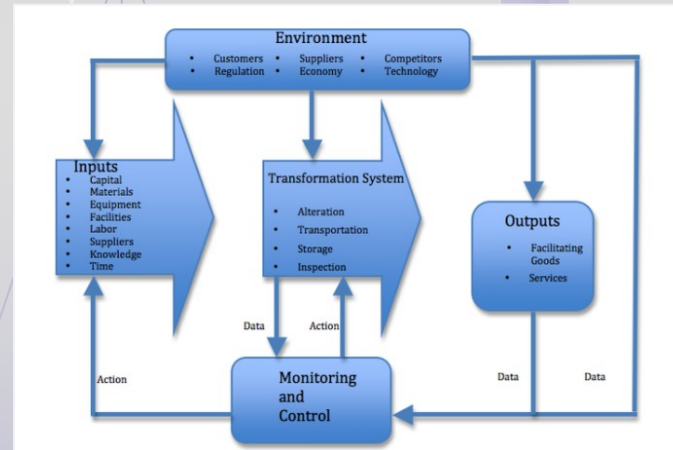 Environment
• Customers • Suppliers • Competitors
• Regulation • Economy • Technology
Inputs
• Capital
• Materials
• Equipment
• Facilities
• Labor
• Suppliers
• Knowledge
• Time
Transformation System
• Alteration
• Transportation
• Storage
• Inspection
Outputs
• Facilitating
Goods
• Services
Data
Action
Action
Monitoring
and
Control
Data
Data